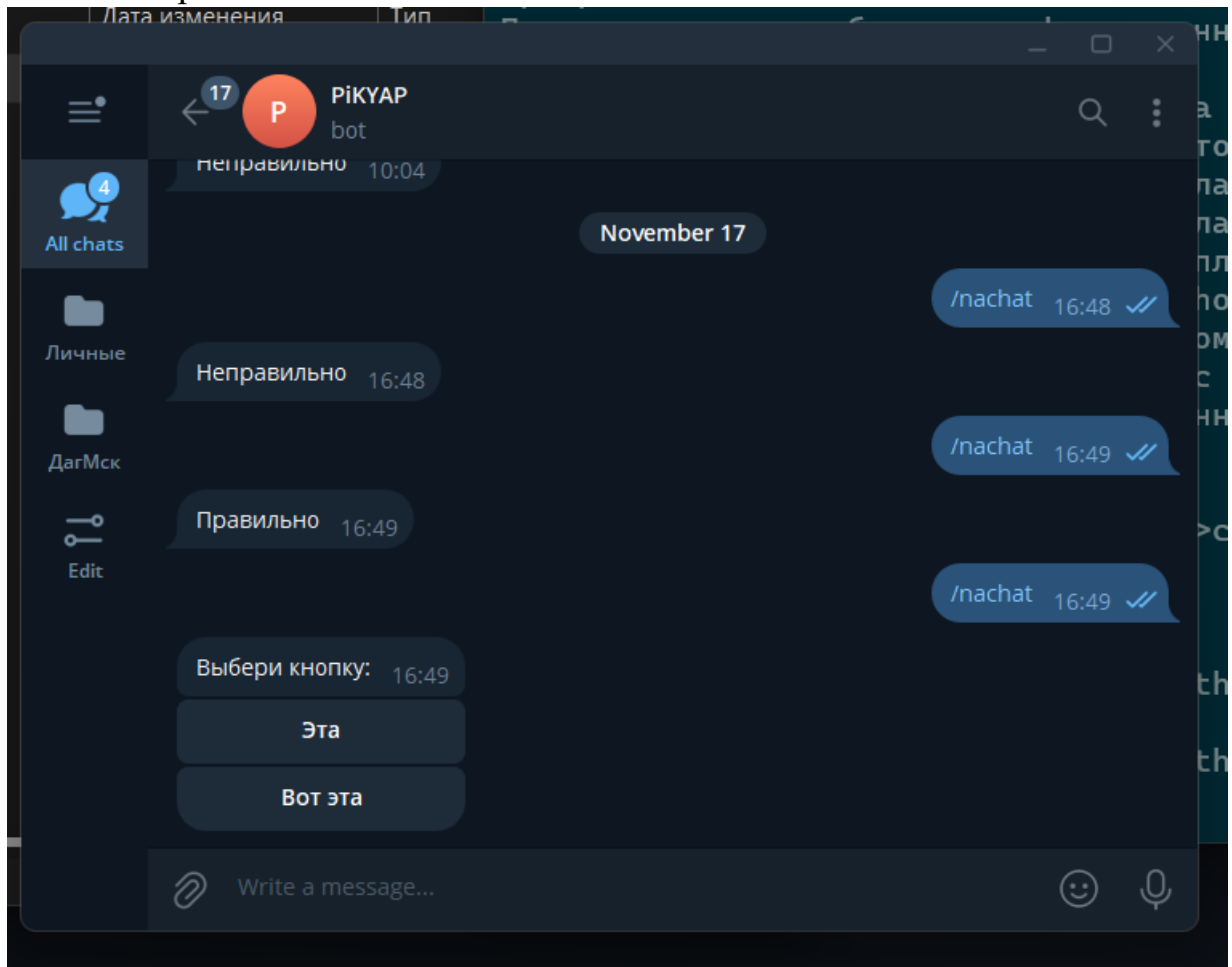 Дата изменения
Тип
17
P
PiKYAP
bot
Неправильно 10:04
4
All chats
November 17
/nachat 16:48
Личные
Неправильно 16:48
/nachat 16:49
ДагМск
Правильно 16:49
Edit
/nachat 16:49
Выбери кнопку: 16:49
Эта
Вот эта
Write a message...